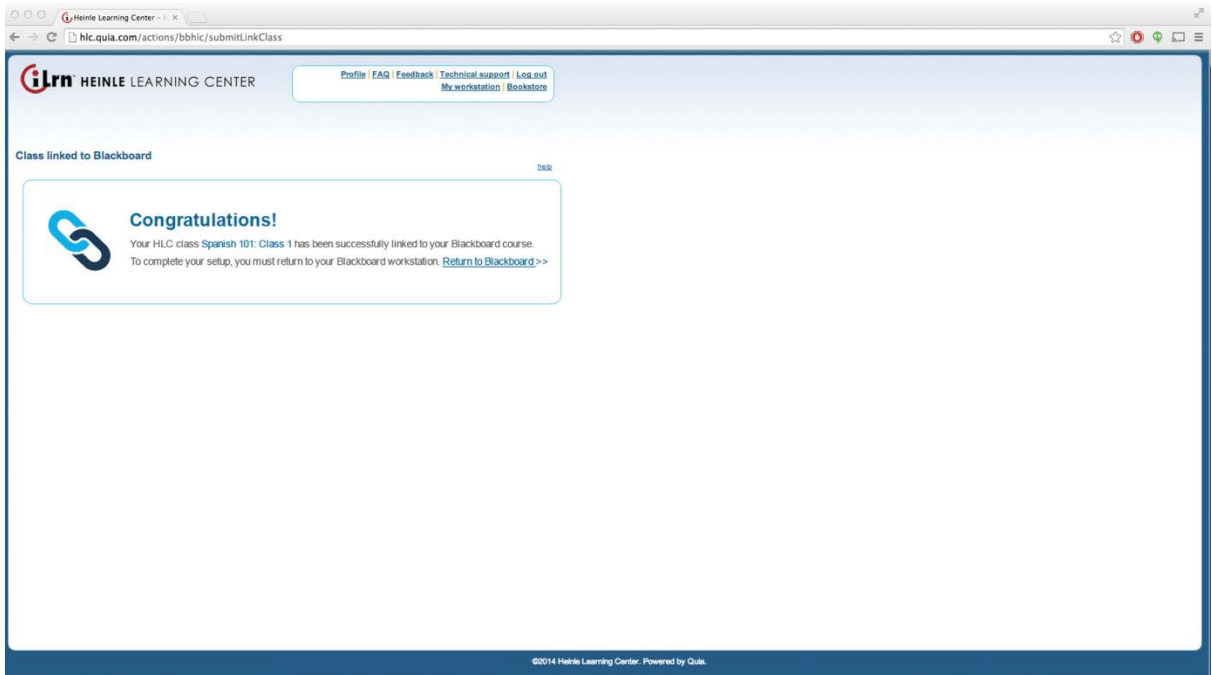 Heinle Learning Center – I
hlc.quia.com/actions/bbhlc/submitLinkClass
iLrn™ HEINLE LEARNING CENTER
Profile | FAQ | Feedback | Technical support | Log out
My workstation | Bookstore
Class linked to Blackboard
help
Congratulations!
Your HLC class Spanish 101: Class 1 has been successfully linked to your Blackboard course.
To complete your setup, you must return to your Blackboard workstation. Return to Blackboard >>
©2014 Heinle Learning Center. Powered by Quia.